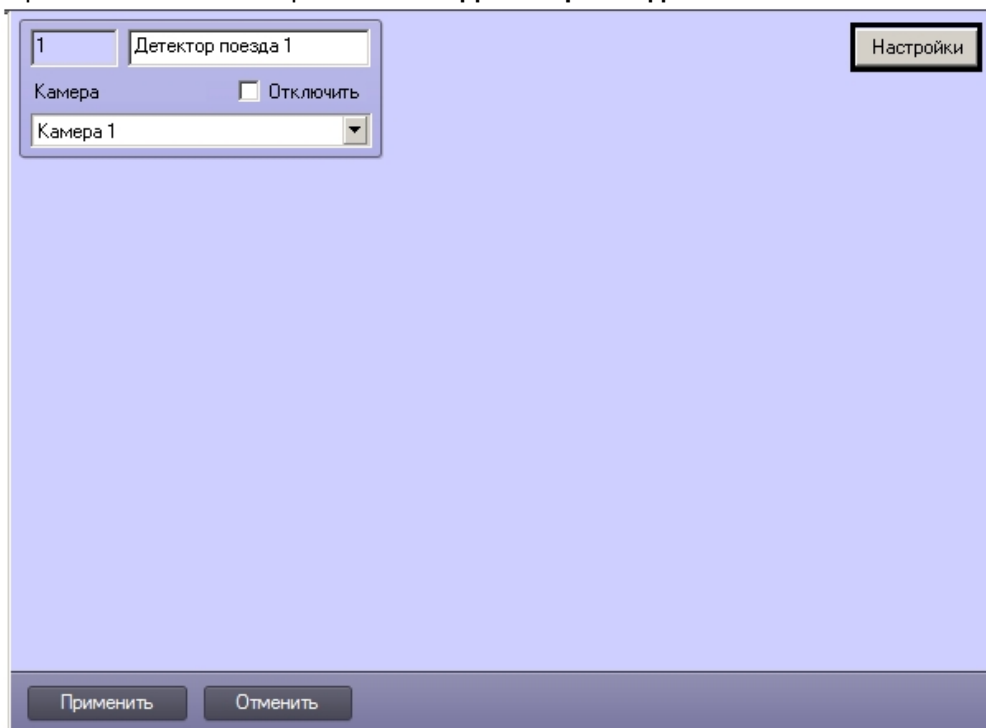 1 Детектор поезда 1 Настройки
Камера Отключить
Камера 1
Применить Отменить